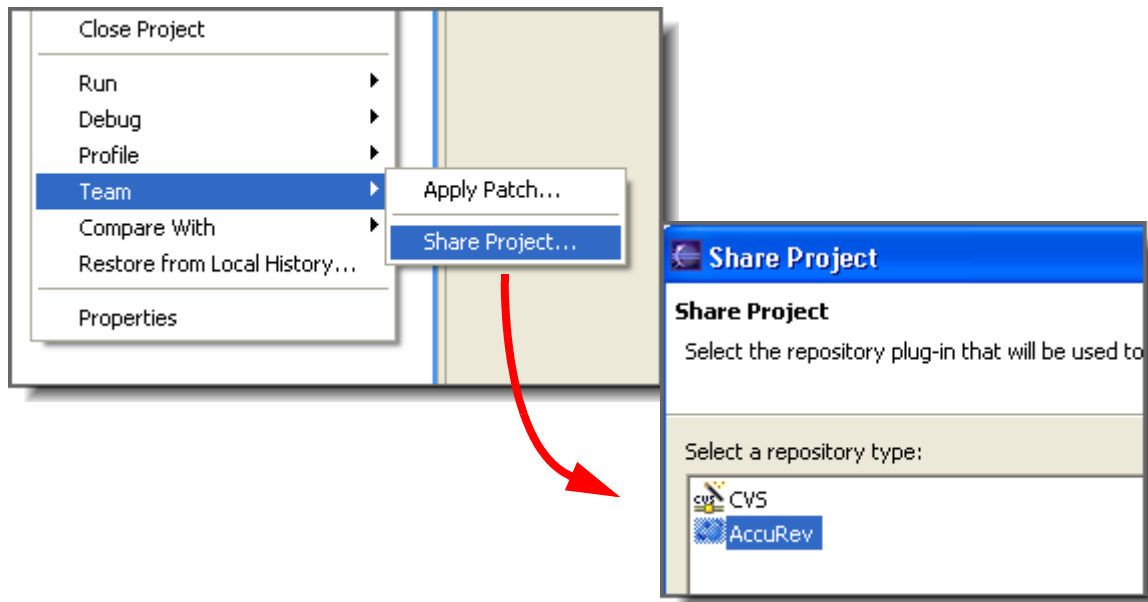 Close Project
Run
Debug
Profile
Team
Compare With
Restore from Local History...
Properties
Apply Patch...
Share Project...
Share Project
Share Project
Select the repository plug-in that will be used to
Select a repository type:
CVS
CVS
AccuRev